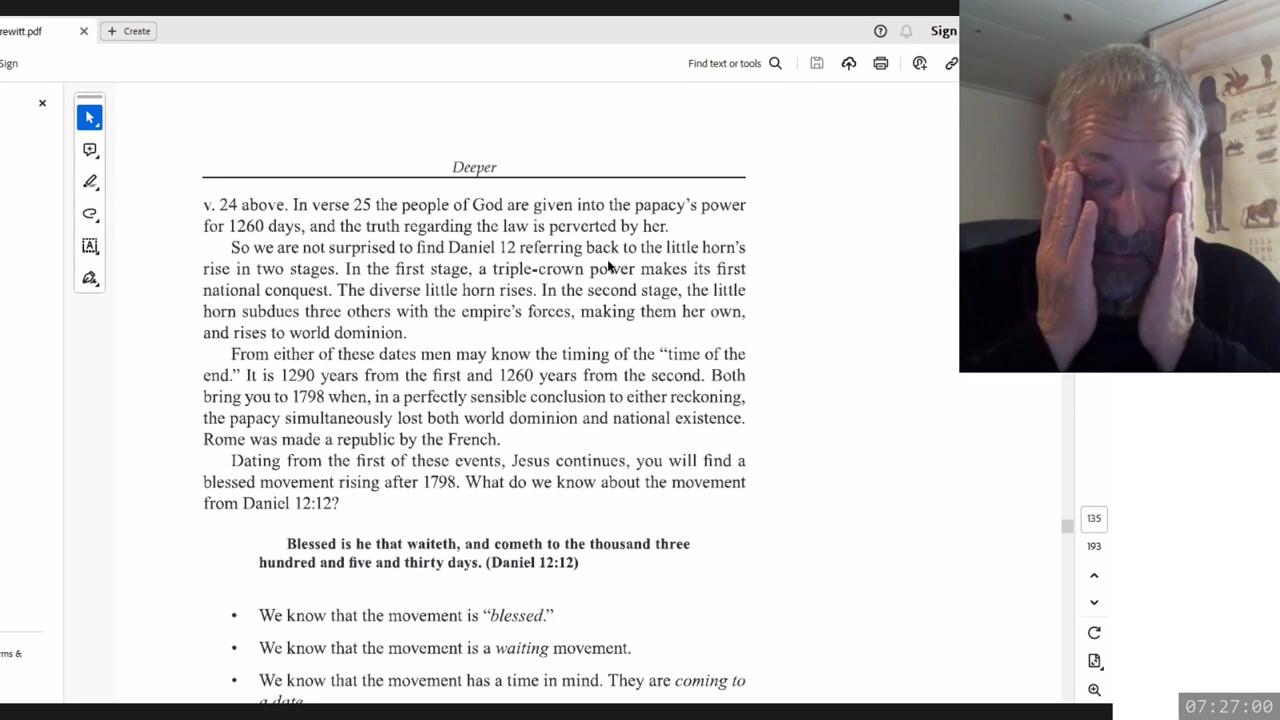 rewitt.pdf
Create
Sign
Sign
Find text or tools
Deeper
v. 24 above. In verse 25 the people of God are given into the papacy's power
for 1260 days, and the truth regarding the law is perverted by her.
So we are not surprised to find Daniel 12 referring back to the little horn's
rise in two stages. In the first stage, a triple-crown power makes its first
national conquest. The diverse little horn rises. In the second stage, the little
horn subdues three others with the empire's forces, making them her own,
and rises to world dominion.
From either of these dates men may know the timing of the “time of the
end.” It is 1290 years from the first and 1260 years from the second. Both
bring you to 1798 when, in a perfectly sensible conclusion to either reckoning,
the papacy simultaneously lost both world dominion and national existence.
Rome was made a republic by the French.
Dating from the first of these events, Jesus continues, you will find a
blessed movement rising after 1798. What do we know about the movement
from Daniel 12:12?
Blessed is he that waiteth, and cometh to the thousand three
hundred and five and thirty days. (Daniel 12:12)
• We know that the movement is “blessed.”
• We know that the movement is a waiting movement.
• We know that the movement has a time in mind. They are coming to
a date
135
193
ms &
07:27:00